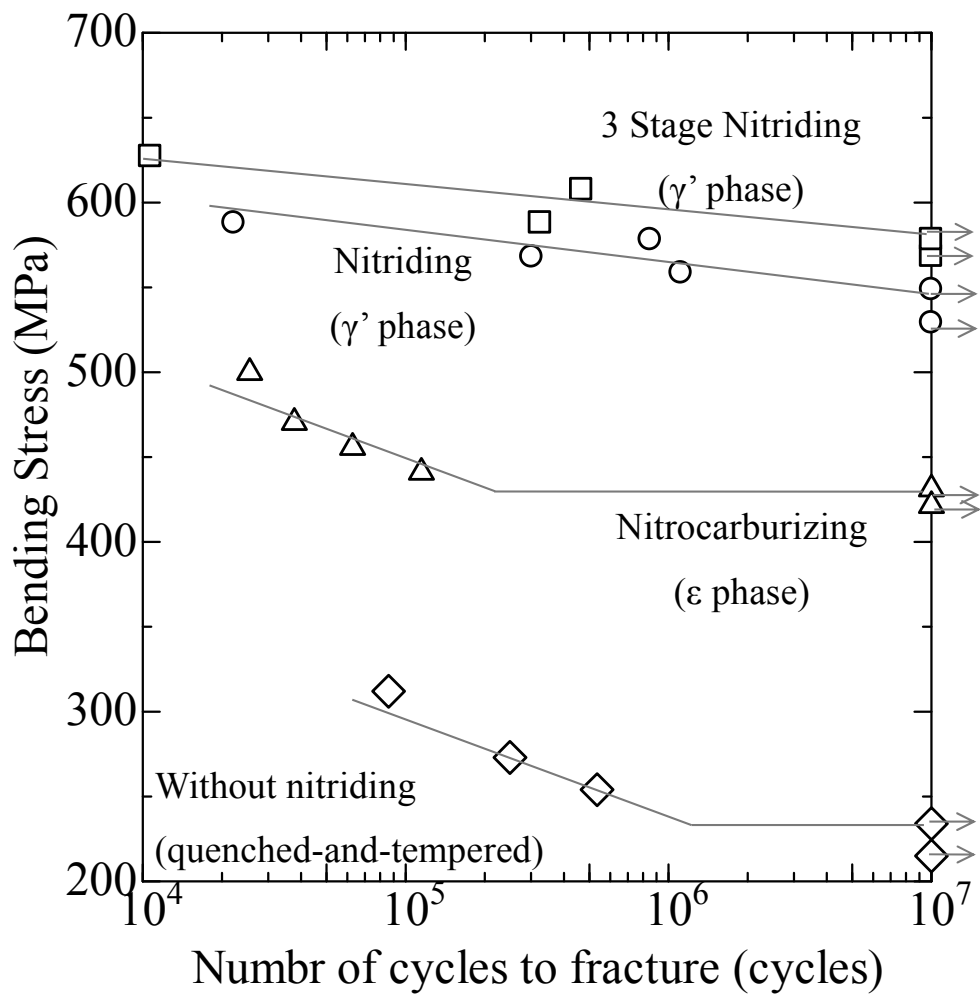 700
600
500
400
300
200
Bending Stress (MPa)
3 Stage Nitriding
(γ’ phase)
Nitriding
(γ’ phase)
Nitrocarburizing
(ε phase)
Without nitriding
(quenched-and-tempered)
10⁴
10⁵
10⁶
10⁷
Numbr of cycles to fracture (cycles)